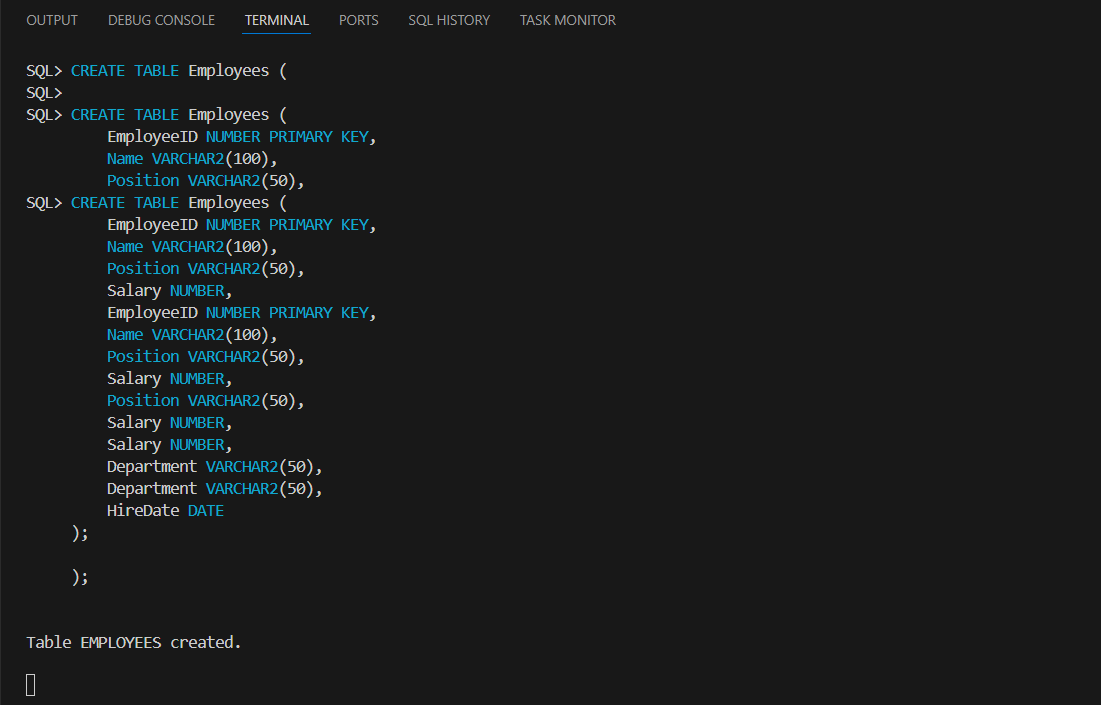 OUTPUT DEBUG CONSOLE TERMINAL PORTS SQL HISTORY TASK MONITOR
SQL> CREATE TABLE Employees (
SQL>
SQL> CREATE TABLE Employees (
EmployeeID NUMBER PRIMARY KEY,
Name VARCHAR2(100),
Position VARCHAR2(50),
SQL> CREATE TABLE Employees (
EmployeeID NUMBER PRIMARY KEY,
Name VARCHAR2(100),
Position VARCHAR2(50),
Salary NUMBER,
EmployeeID NUMBER PRIMARY KEY,
Name VARCHAR2(100),
Position VARCHAR2(50),
Salary NUMBER,
Position VARCHAR2(50),
Salary NUMBER,
Salary NUMBER,
Department VARCHAR2(50),
Department VARCHAR2(50),
HireDate DATE
);
);
Table EMPLOYEES created.